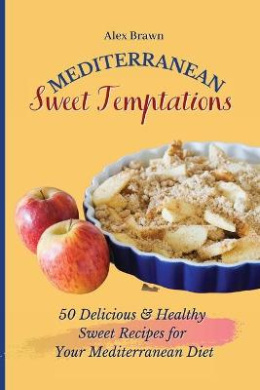 Alex Brawn
MEDITERRANEAN
Sweet Temptations
50 Delicious & Healthy
Sweet Recipes for
Your Mediterranean Diet